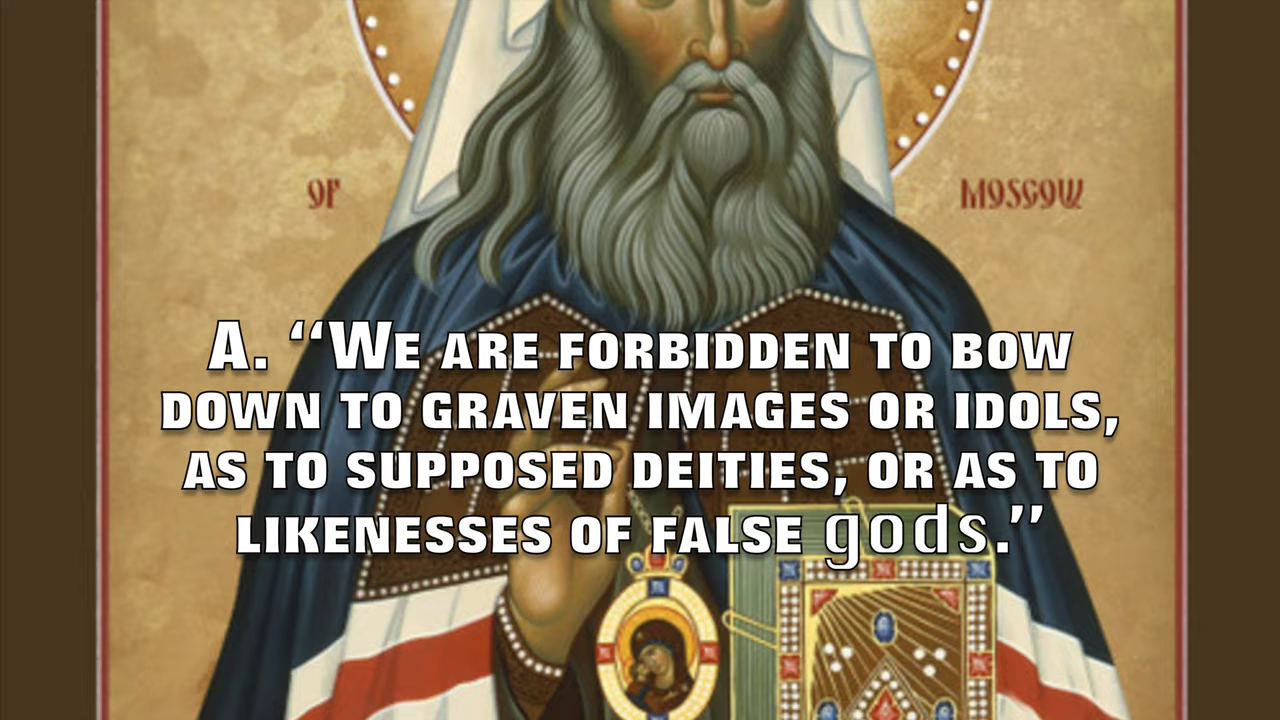 OF MOSCOW
A. “WE ARE FORBIDDEN TO BOW
DOWN TO GRAVEN IMAGES OR IDOLS,
AS TO SUPPOSED DEITIES, OR AS TO
LIKENESSES OF FALSE gods.”